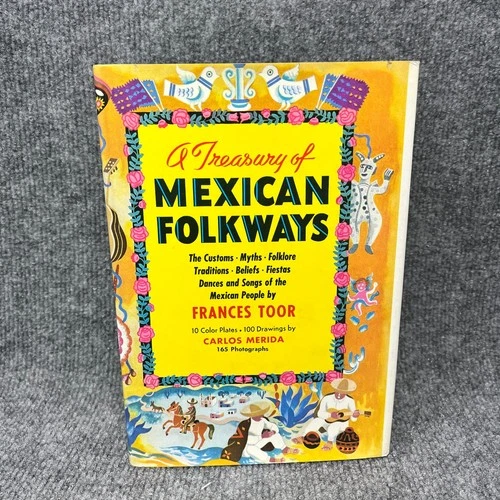 A Treasury of
MEXICAN
FOLKWAYS
The Customs · Myths · Folklore
Traditions · Beliefs · Fiestas
Dances and Songs of the
Mexican People by
FRANCES TOOR
10 Color Plates • 100 Drawings by
CARLOS MERIDA
165 Photographs